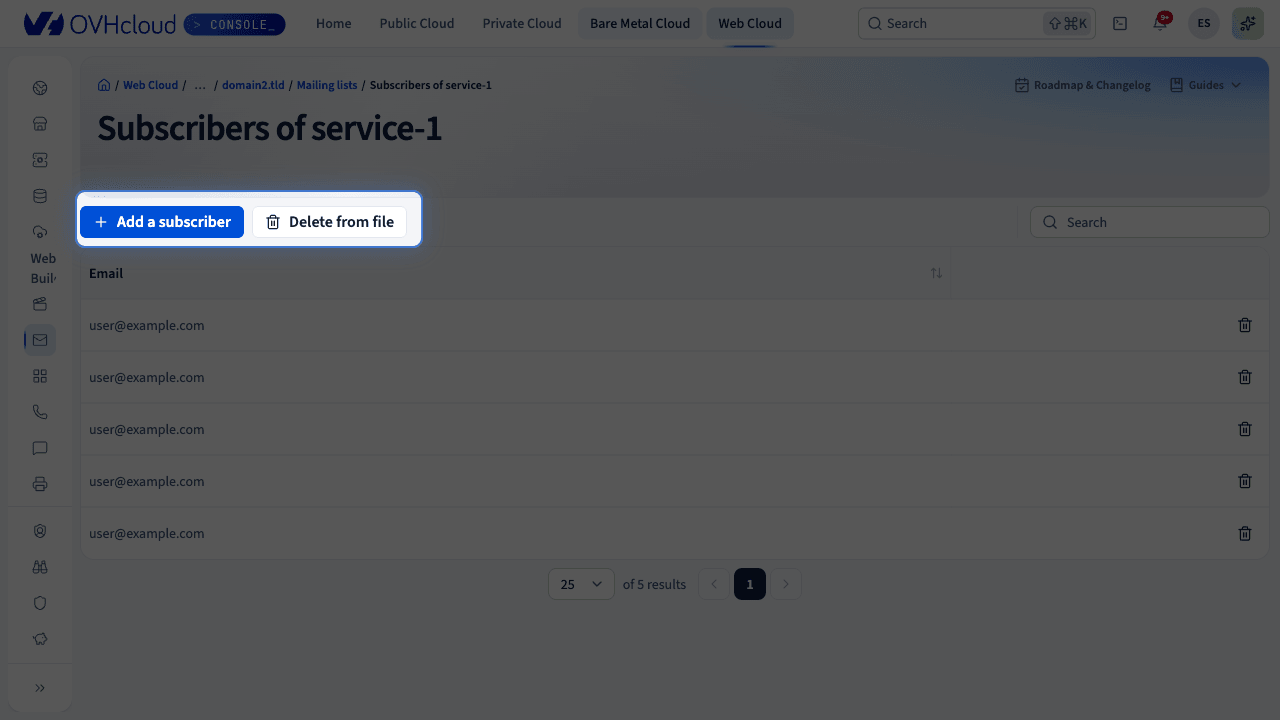 OVHcloud > CONSOLE_ Home Public Cloud Private Cloud Bare Metal Cloud Web Cloud Search ⇧⌘K 9+ ES
/ Web Cloud / … / domain2.tld / Mailing lists / Subscribers of service-1 Roadmap & Changelog Guides
Subscribers of service-1
+ Add a subscriber Delete from file Search
Web
Buil
Email
user@example.com
user@example.com
user@example.com
user@example.com
user@example.com
25 of 5 results 1